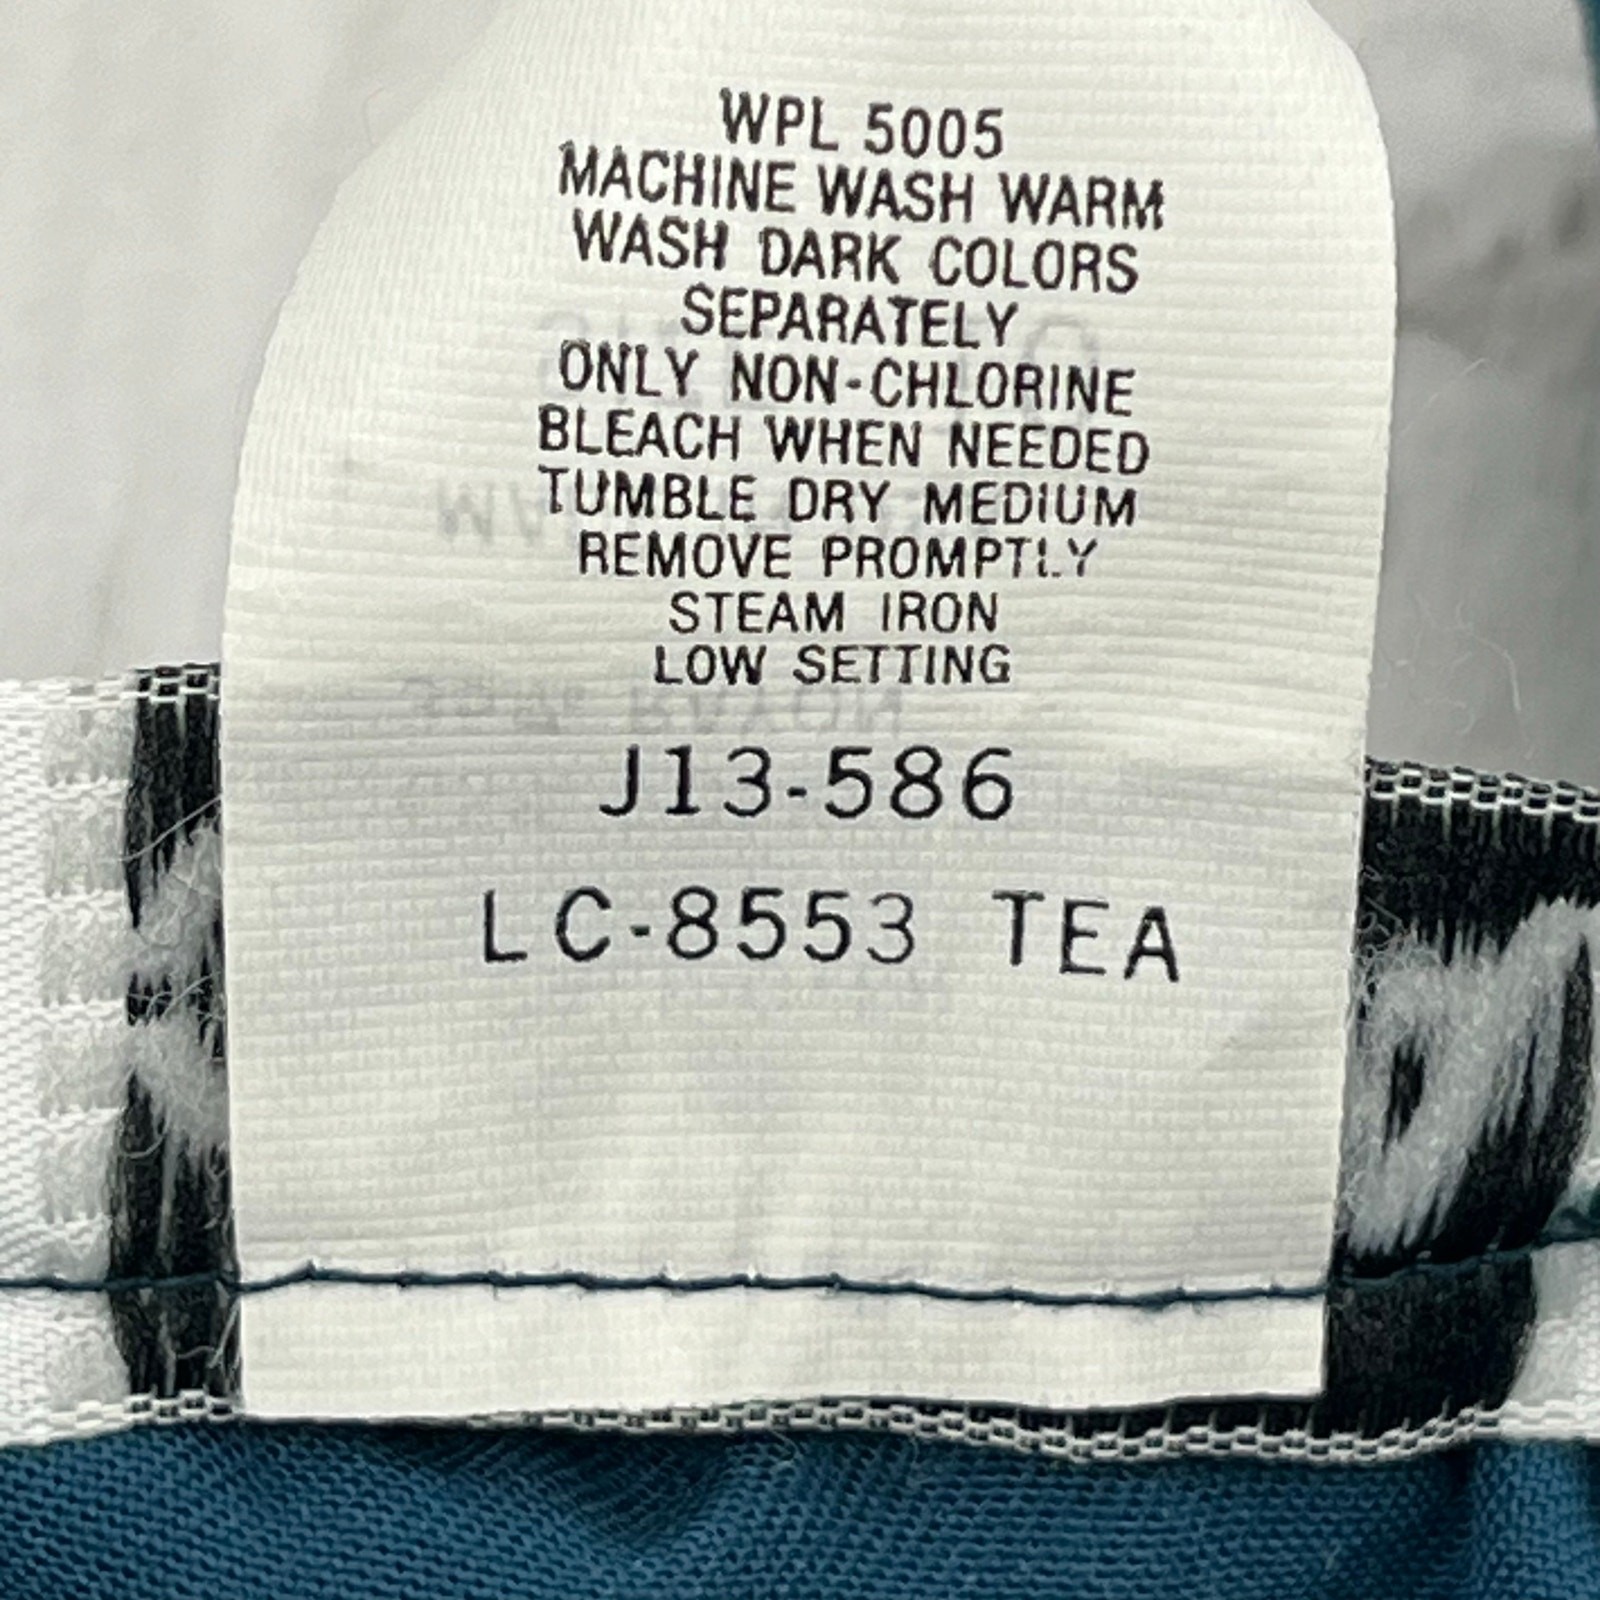 WPL 5005
MACHINE WASH WARM
WASH DARK COLORS
SEPARATELY
ONLY NON-CHLORINE
BLEACH WHEN NEEDED
TUMBLE DRY MEDIUM
REMOVE PROMPTLY
STEAM IRON
LOW SETTING
J13-586
LC-8553 TEA